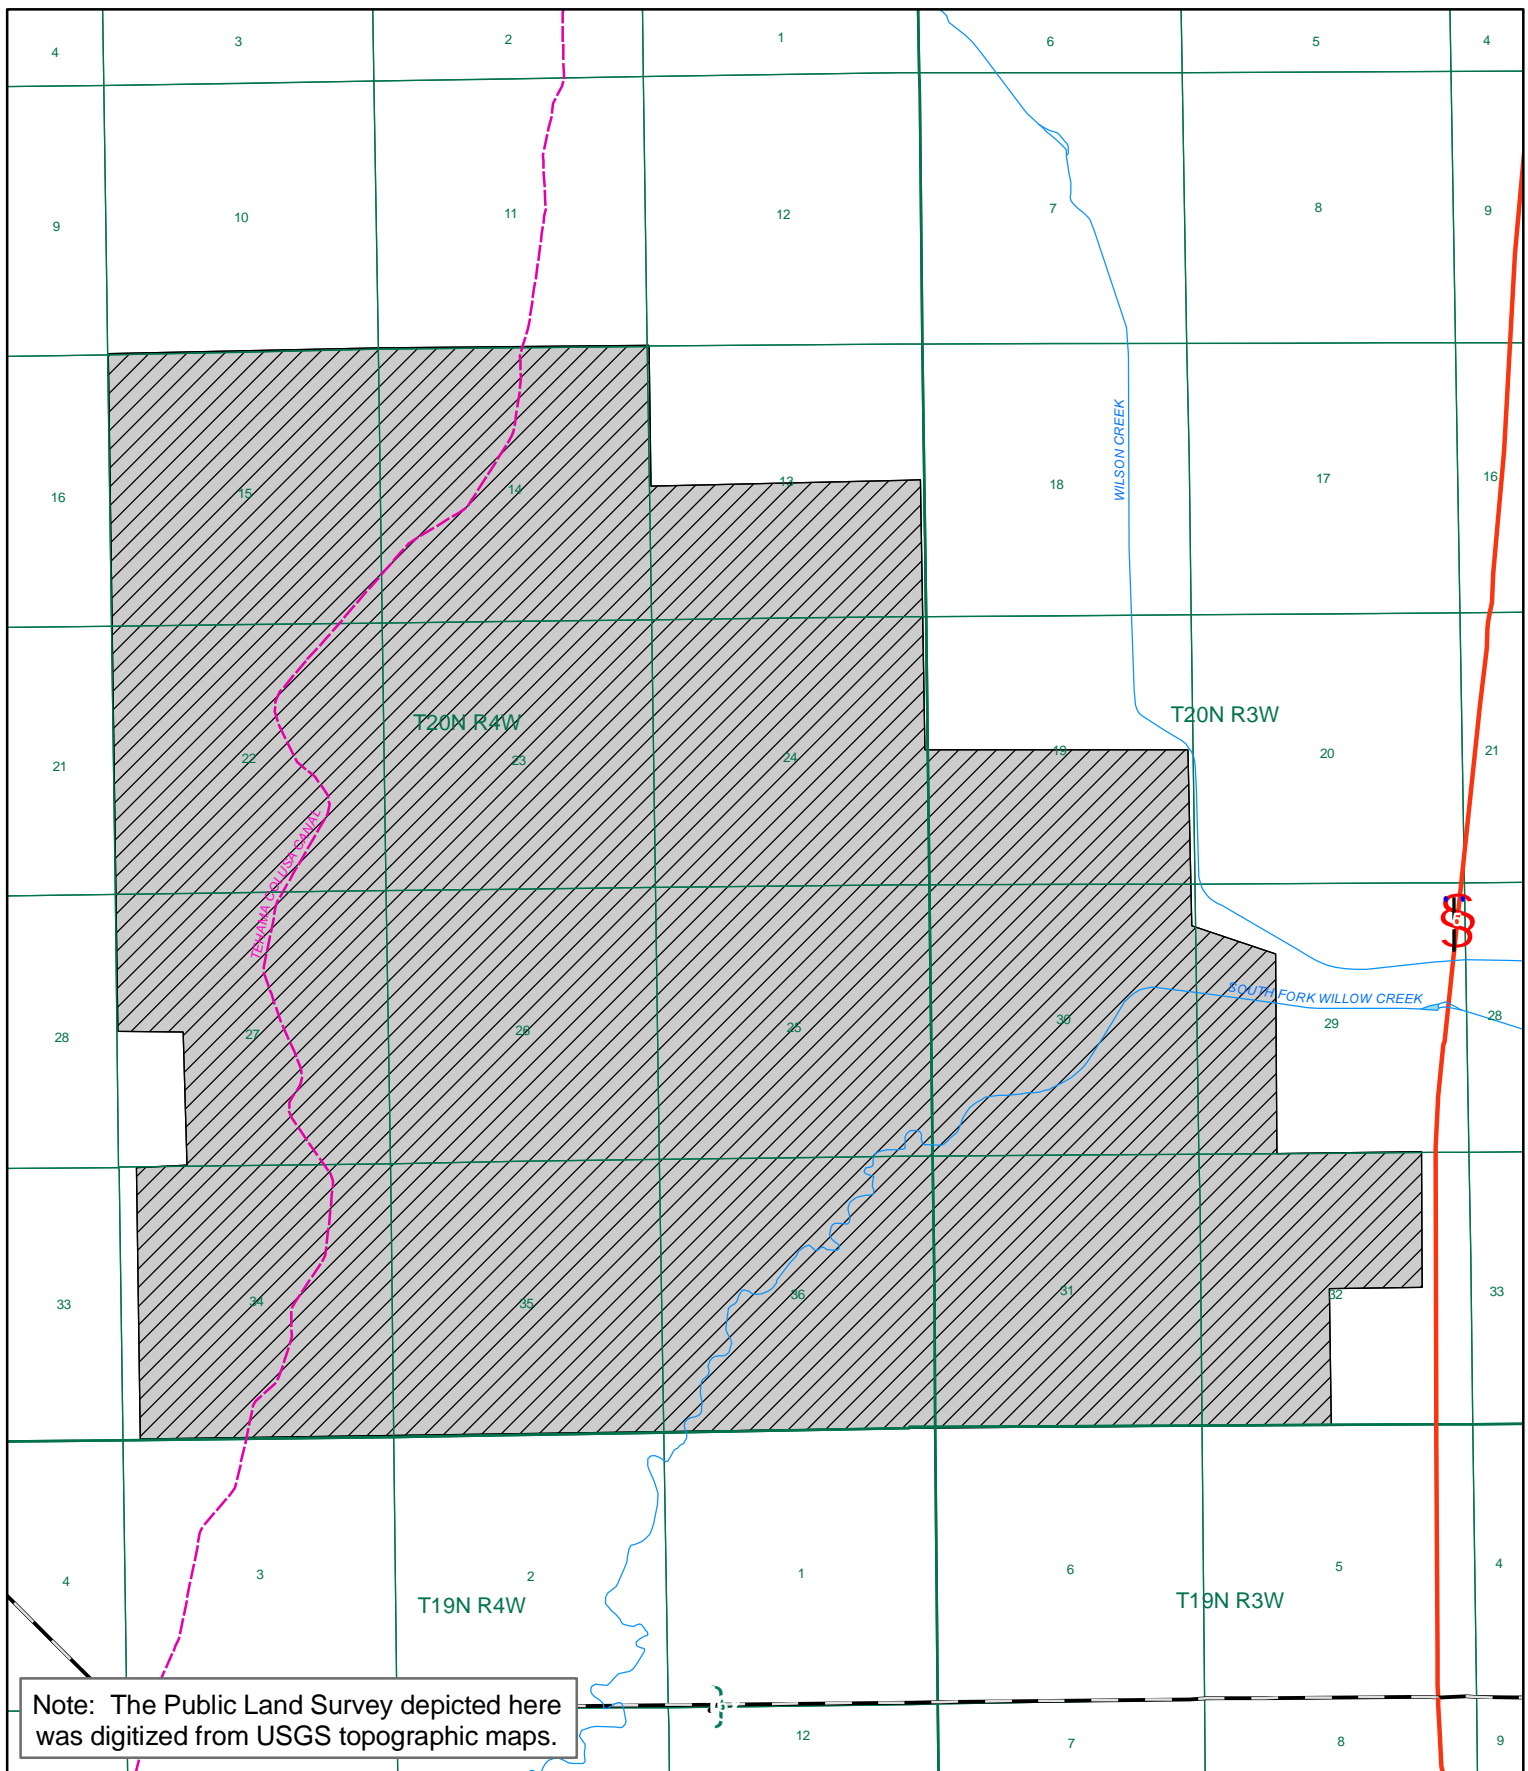 4 3 2 1 6 5 4
9 10 11 12 7 8 9
WILSON CREEK
16 15 14 13 18 17 16
T20N R4W T20N R3W
21 22 23 24 19 20 21
TEHAMA COLUSA CANAL
SOUTH FORK WILLOW CREEK
28 27 26 25 30 29 28
33 34 35 36 31 32 33
4 3 2 1 6 5 4
T19N R4W T19N R3W
Note: The Public Land Survey depicted here
was digitized from USGS topographic maps.
12 7 8 9